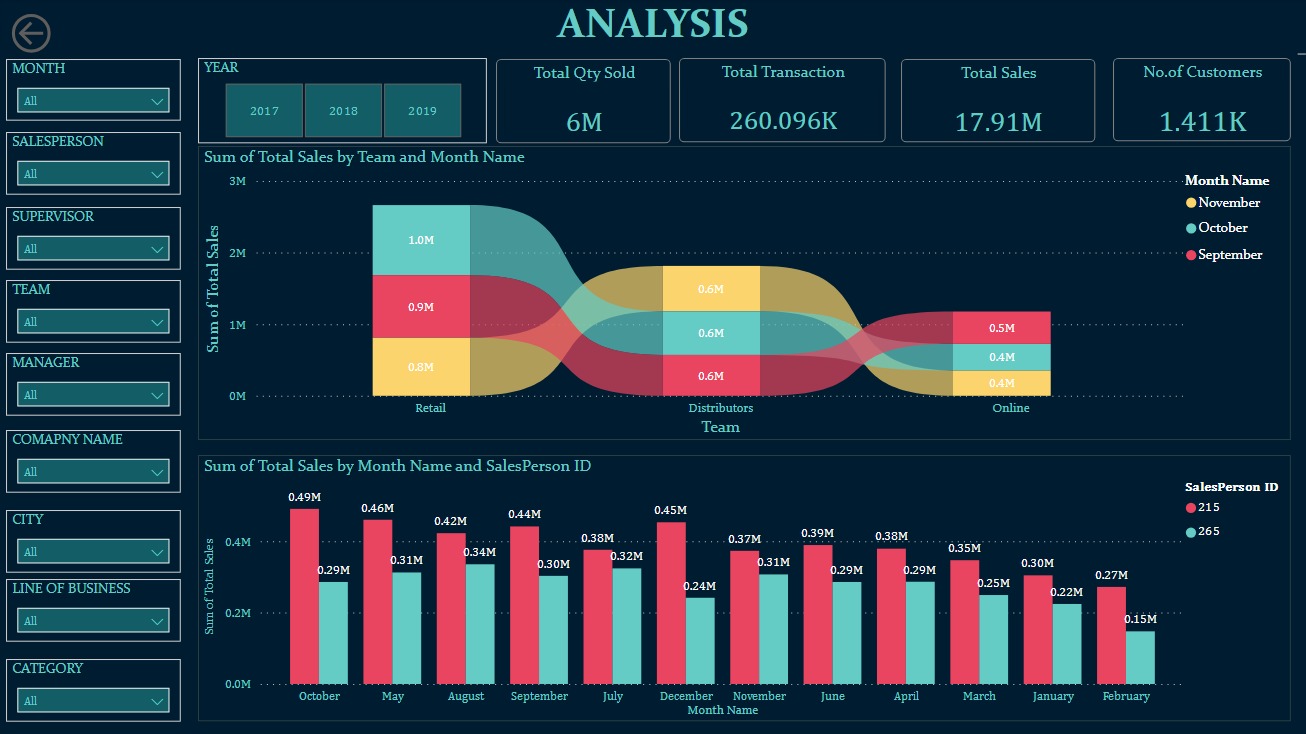 ANALYSIS
MONTH
All
SALESPERSON
All
SUPERVISOR
All
TEAM
All
MANAGER
All
COMAPNY NAME
All
CITY
All
LINE OF BUSINESS
All
CATEGORY
All
YEAR
2017 2018 2019
Total Qty Sold
6M
Total Transaction
260.096K
Total Sales
17.91M
No.of Customers
1.411K
Sum of Total Sales by Team and Month Name
Sum of Total Sales
3M
2M
1M
0M
1.0M
0.9M
0.8M
0.6M
0.6M
0.6M
0.5M
0.4M
0.4M
Retail Distributors Online
Team
Month Name
November
October
September
Sum of Total Sales by Month Name and SalesPerson ID
Sum of Total Sales
0.4M
0.2M
0.0M
0.49M 0.29M 0.46M 0.31M 0.42M 0.34M 0.44M 0.30M 0.38M 0.32M 0.45M 0.24M 0.37M 0.31M 0.39M 0.29M 0.38M 0.29M 0.35M 0.25M 0.30M 0.22M 0.27M 0.15M
October May August September July December November June April March January February
Month Name
SalesPerson ID
215
265